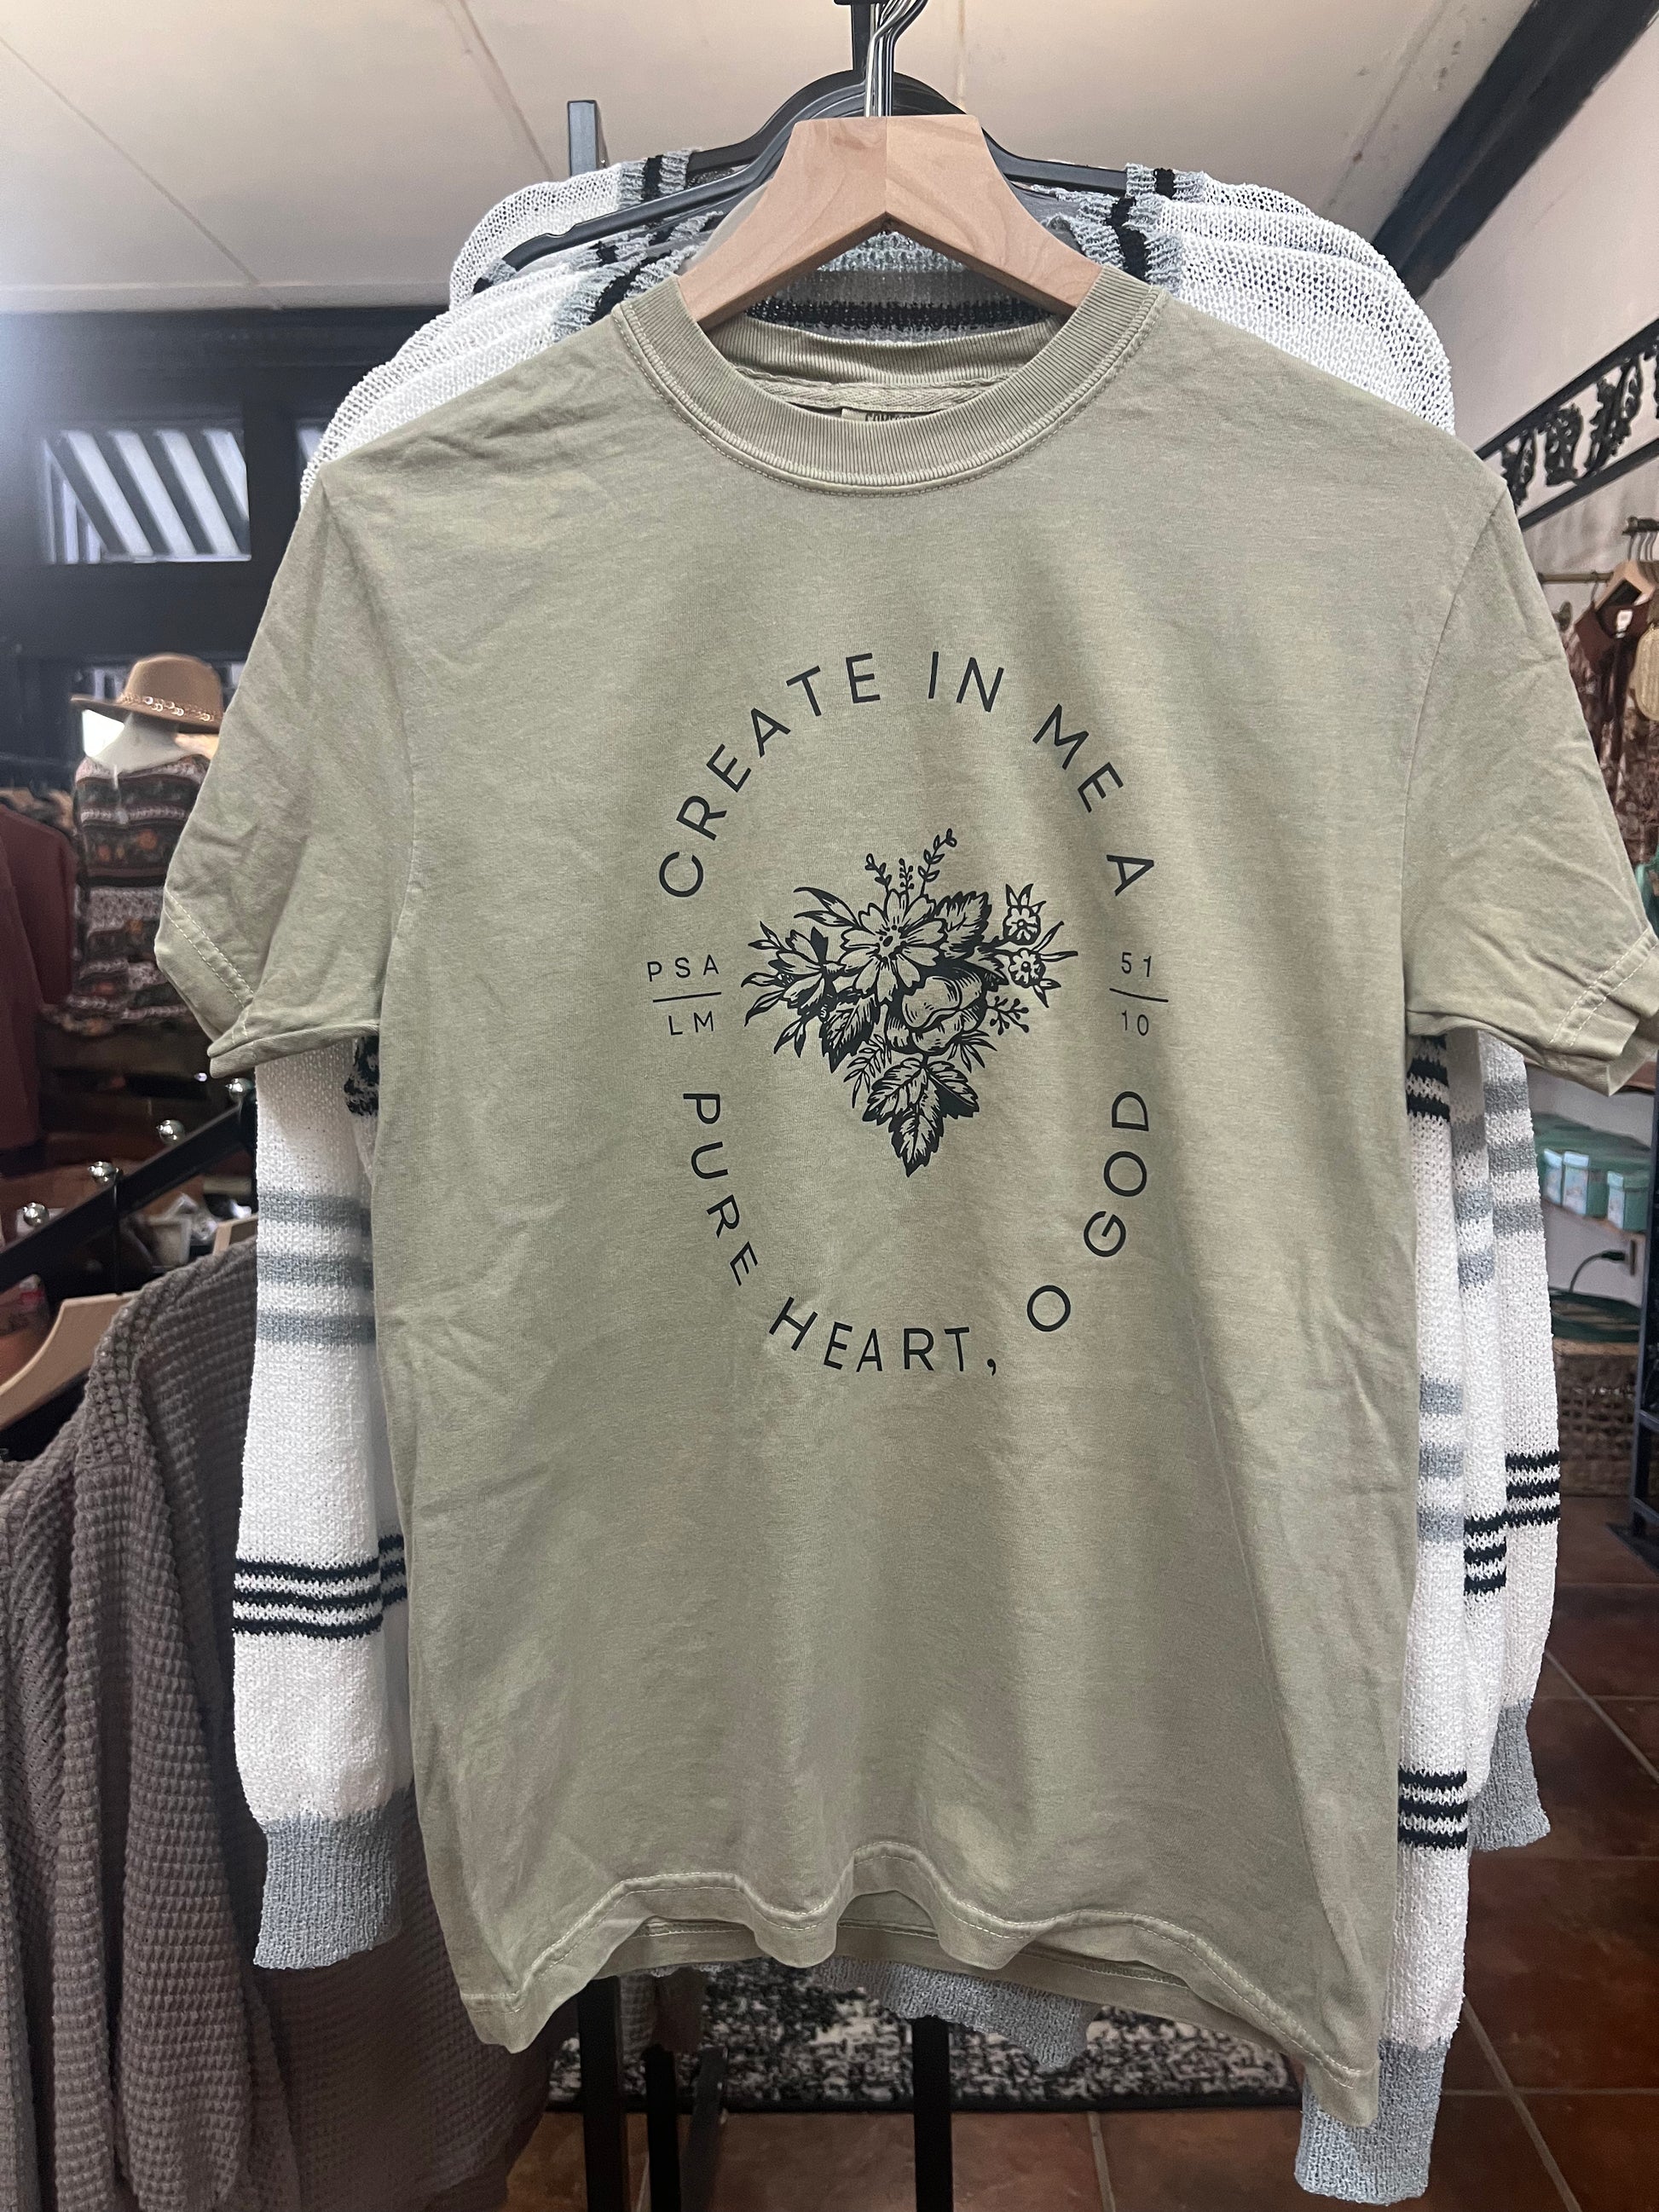 CREATE IN ME A
PSA
LM
51
10
PURE HEART, O GOD